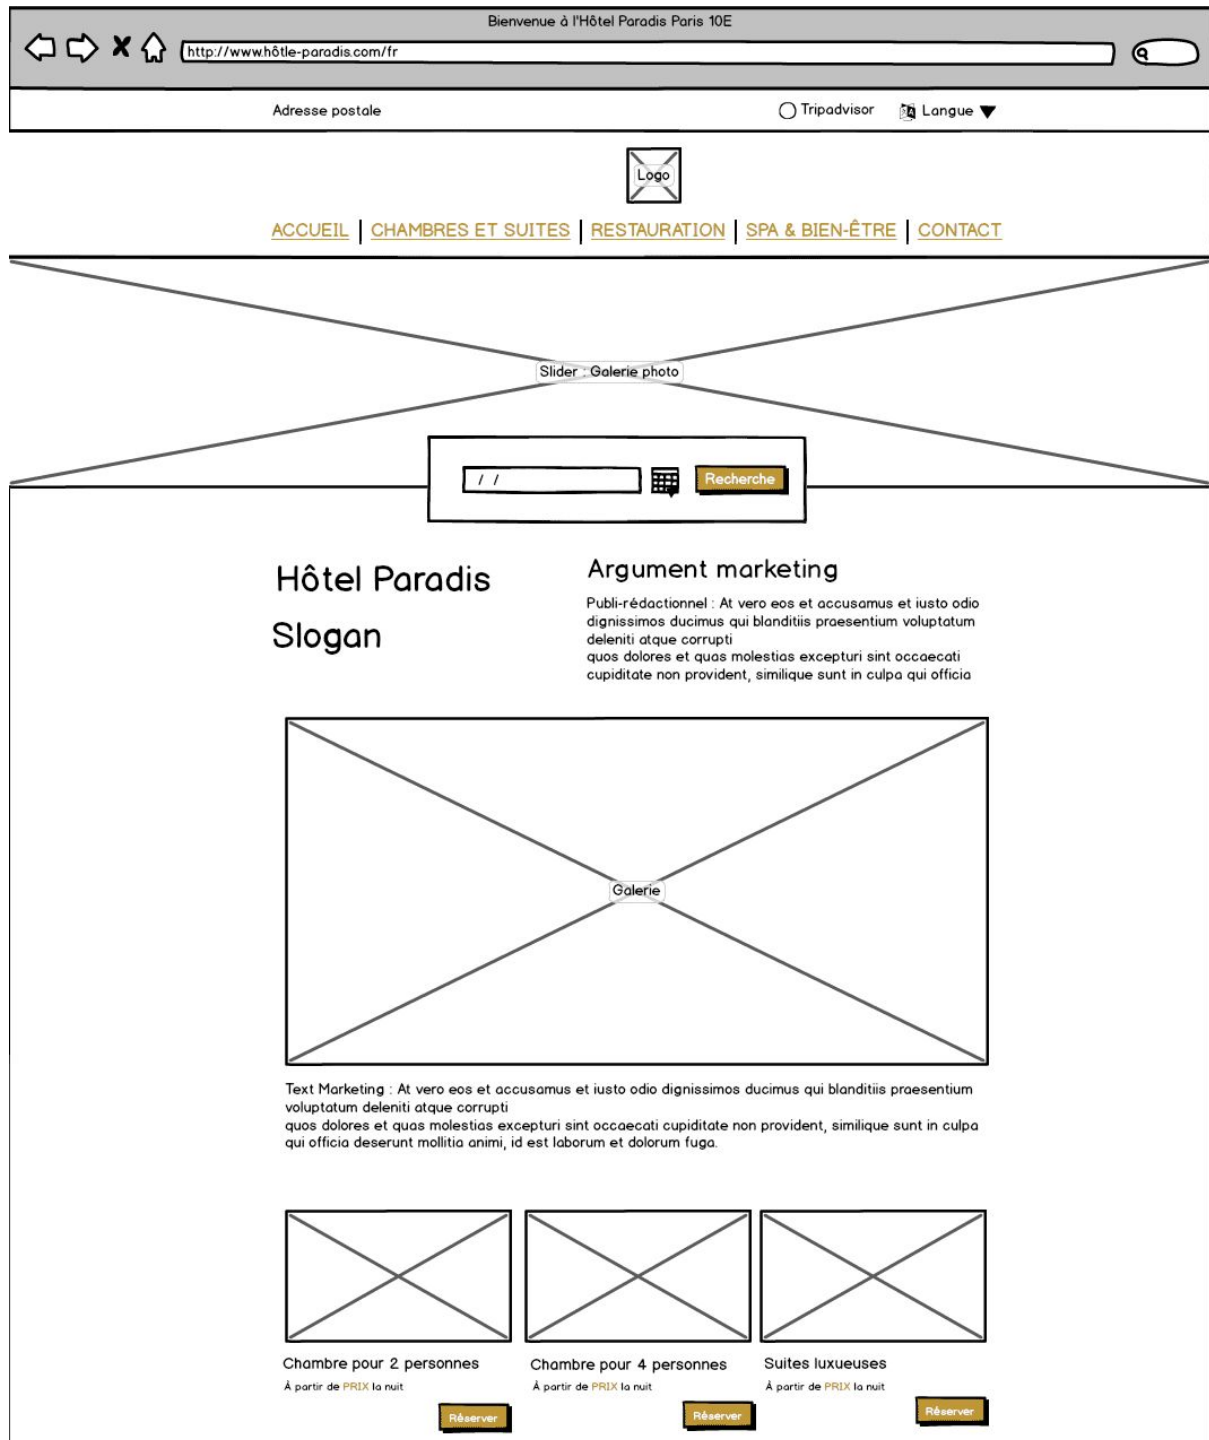 Bienvenue à l'Hôtel Paradis Paris 10E
http://www.hôtle-paradis.com/fr
Adresse postale
Tripadvisor
Langue
Logo
ACCUEIL | CHAMBRES ET SUITES | RESTAURATION | SPA & BIEN-ÊTRE | CONTACT
Slider : Galerie photo
/ /
Recherche
Hôtel Paradis
Slogan
Argument marketing
Publi-rédactionnel : At vero eos et accusamus et iusto odio
dignissimos ducimus qui blanditiis praesentium voluptatum
deleniti atque corrupti
quos dolores et quas molestias excepturi sint occaecati
cupiditate non provident, similique sunt in culpa qui officia
Galerie
Text Marketing : At vero eos et accusamus et iusto odio dignissimos ducimus qui blanditiis praesentium
voluptatum deleniti atque corrupti
quos dolores et quas molestias excepturi sint occaecati cupiditate non provident, similique sunt in culpa
qui officia deserunt mollitia animi, id est laborum et dolorum fuga.
Chambre pour 2 personnes
À partir de PRIX la nuit
Réserver
Chambre pour 4 personnes
À partir de PRIX la nuit
Réserver
Suites luxueuses
À partir de PRIX la nuit
Réserver